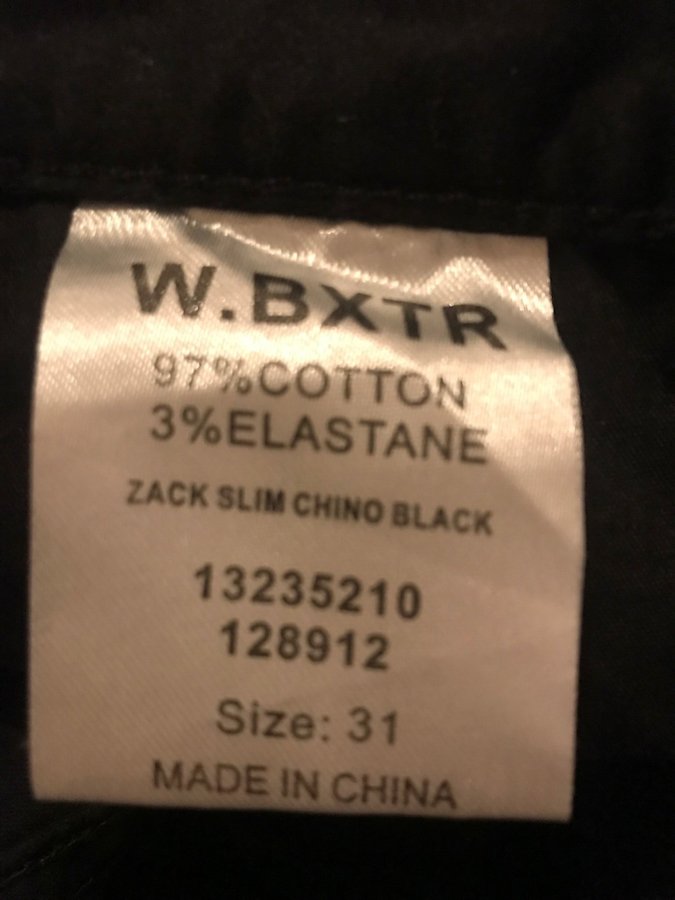 W.BXTR
97%COTTON
3%ELASTANE
ZACK SLIM CHINO BLACK
13235210
128912
Size: 31
MADE IN CHINA